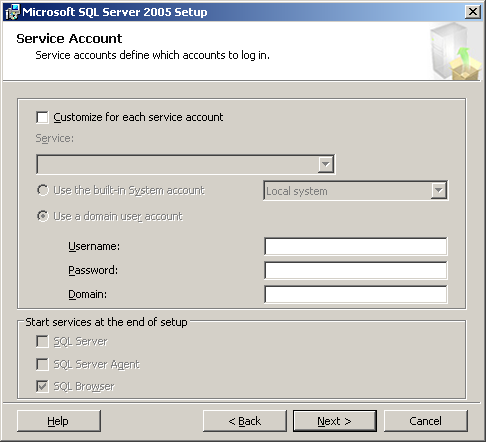 Microsoft SQL Server 2005 Setup
Service Account
Service accounts define which accounts to log in.
Customize for each service account
Service:
Use the built-in System account
Local system
Use a domain user account
Username:
Password:
Domain:
Start services at the end of setup
SQL Server
SQL Server Agent
SQL Browser
Help
< Back
Next >
Cancel